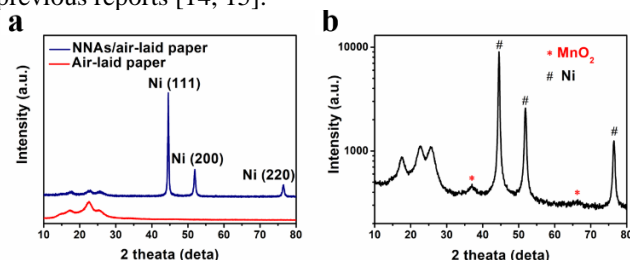 previous reports [14, 15].
a
NNAs/air-laid paper
Air-laid paper
Ni (111)
Ni (200)
Ni (220)
Intensity (a.u.)
10 20 30 40 50 60 70 80
2 theata (deta)
b
10000
1000
* MnO2
# Ni
#
#
#
*
*
Intensity (a.u.)
10 20 30 40 50 60 70 80
2 theata (deta)